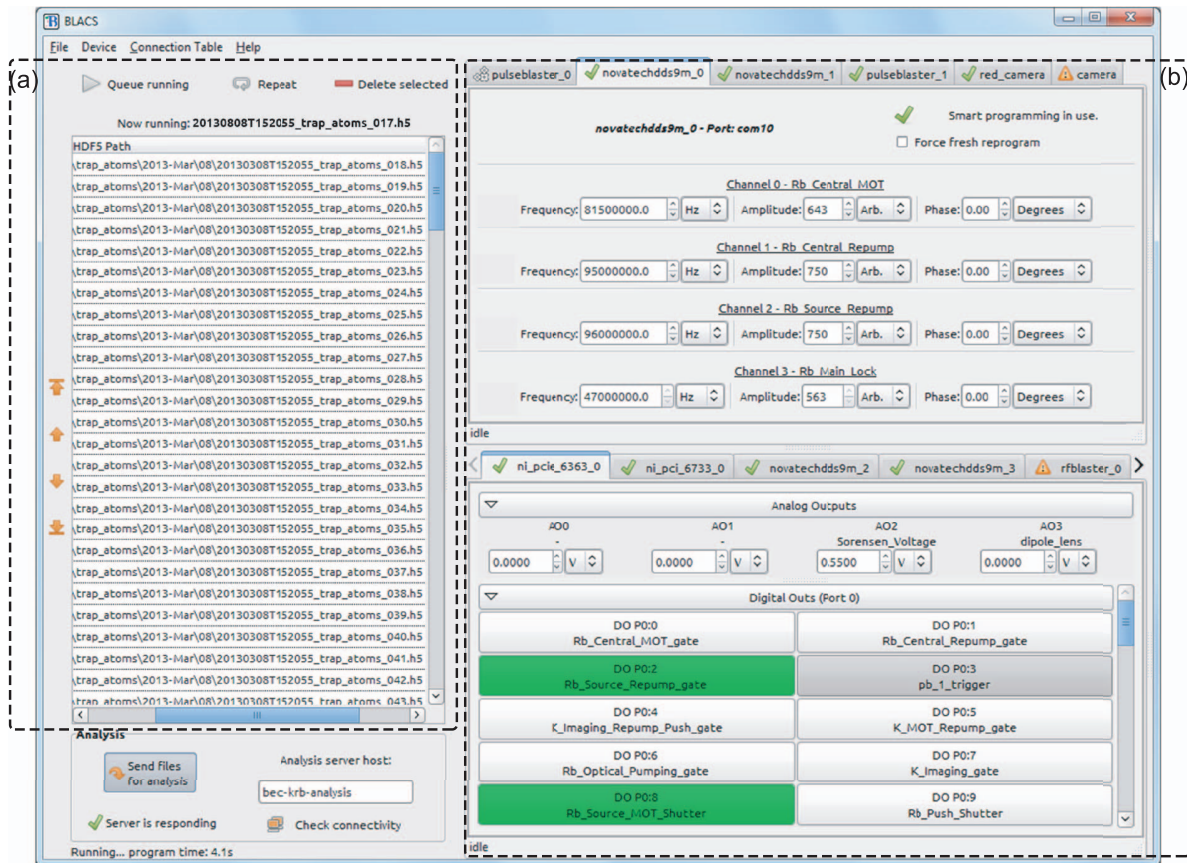 BLACS
File Device Connection Table Help
(a)
Queue running Repeat Delete selected
Now running: 20130808T152055_trap_atoms_017.h5
HDF5 Path
\trap_atoms\2013-Mar\08\20130308T152055_trap_atoms_018.h5
\trap_atoms\2013-Mar\08\20130308T152055_trap_atoms_019.h5
\trap_atoms\2013-Mar\08\20130308T152055_trap_atoms_020.h5
\trap_atoms\2013-Mar\08\20130308T152055_trap_atoms_021.h5
\trap_atoms\2013-Mar\08\20130308T152055_trap_atoms_022.h5
\trap_atoms\2013-Mar\08\20130308T152055_trap_atoms_023.h5
\trap_atoms\2013-Mar\08\20130308T152055_trap_atoms_024.h5
\trap_atoms\2013-Mar\08\20130308T152055_trap_atoms_025.h5
\trap_atoms\2013-Mar\08\20130308T152055_trap_atoms_026.h5
\trap_atoms\2013-Mar\08\20130308T152055_trap_atoms_027.h5
\trap_atoms\2013-Mar\08\20130308T152055_trap_atoms_028.h5
\trap_atoms\2013-Mar\08\20130308T152055_trap_atoms_029.h5
\trap_atoms\2013-Mar\08\20130308T152055_trap_atoms_030.h5
\trap_atoms\2013-Mar\08\20130308T152055_trap_atoms_031.h5
\trap_atoms\2013-Mar\08\20130308T152055_trap_atoms_032.h5
\trap_atoms\2013-Mar\08\20130308T152055_trap_atoms_033.h5
\trap_atoms\2013-Mar\08\20130308T152055_trap_atoms_034.h5
\trap_atoms\2013-Mar\08\20130308T152055_trap_atoms_035.h5
\trap_atoms\2013-Mar\08\20130308T152055_trap_atoms_036.h5
\trap_atoms\2013-Mar\08\20130308T152055_trap_atoms_037.h5
\trap_atoms\2013-Mar\08\20130308T152055_trap_atoms_038.h5
\trap_atoms\2013-Mar\08\20130308T152055_trap_atoms_039.h5
\trap_atoms\2013-Mar\08\20130308T152055_trap_atoms_040.h5
\trap_atoms\2013-Mar\08\20130308T152055_trap_atoms_041.h5
\trap_atoms\2013-Mar\08\20130308T152055_trap_atoms_042.h5
\trap_atoms\2013-Mar\08\20130308T152055_trap_atoms_043.h5
Analysis
Send files
for analysis
Analysis server host:
bec-krb-analysis
Server is responding Check connectivity
Running... program time: 4.1s
(b)
pulseblaster_0 novatechdds9m_0 novatechdds9m_1 pulseblaster_1 red_camera camera
novatechdds9m_0 - Port: com10
Smart programming in use.
Force fresh reprogram
Channel 0 - Rb_Central_MOT
Frequency: 81500000.0 Hz Amplitude: 643 Arb. Phase: 0.00 Degrees
Channel 1 - Rb_Central_Repump
Frequency: 95000000.0 Hz Amplitude: 750 Arb. Phase: 0.00 Degrees
Channel 2 - Rb_Source_Repump
Frequency: 96000000.0 Hz Amplitude: 750 Arb. Phase: 0.00 Degrees
Channel 3 - Rb_Main_Lock
Frequency: 47000000.0 Hz Amplitude: 563 Arb. Phase: 0.00 Degrees
idle
ni_pcie_6363_0 ni_pci_6733_0 novatechdds9m_2 novatechdds9m_3 rfblaster_0
Analog Outputs
AO0 AO1 AO2 AO3
- - Sorensen_Voltage dipole_lens
0.0000 V 0.0000 V 0.5500 V 0.0000 V
Digital Outs (Port 0)
DO P0:0 DO P0:1
Rb_Central_MOT_gate Rb_Central_Repump_gate
DO P0:2 DO P0:3
Rb_Source_Repump_gate pb_1_trigger
DO P0:4 DO P0:5
K_Imaging_Repump_Push_gate K_MOT_Repump_gate
DO P0:6 DO P0:7
Rb_Optical_Pumping_gate K_Imaging_gate
DO P0:8 DO P0:9
Rb_Source_MOT_Shutter Rb_Push_Shutter
idle